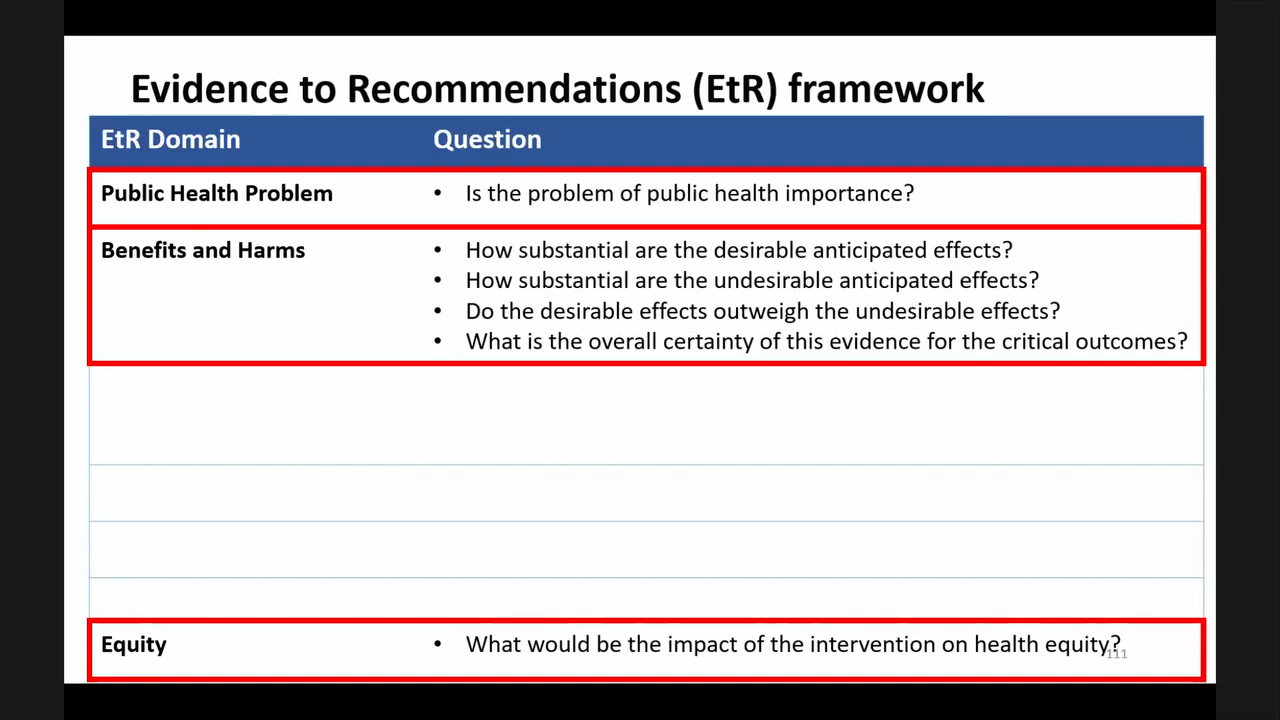 Evidence to Recommendations (EtR) framework
EtR Domain Question
Public Health Problem • Is the problem of public health importance?
Benefits and Harms • How substantial are the desirable anticipated effects?
• How substantial are the undesirable anticipated effects?
• Do the desirable effects outweigh the undesirable effects?
• What is the overall certainty of this evidence for the critical outcomes?
Equity • What would be the impact of the intervention on health equity?
111